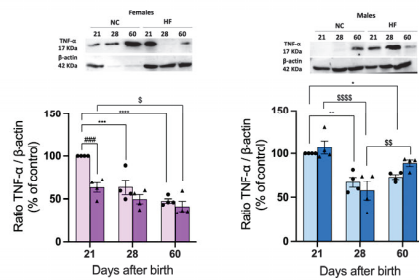 Females
NC HF
21 28 60 21 28 60
TNF-α
17 KDa
β-actin
42 KDa
Ratio TNF-α / β-actin
(% of control)
150
100
50
0
$
****
***
###
21 28 60
Days after birth
Males
NC HF
21 28 60 21 28 60
TNF-α
17 KDa
β-actin
42 KDa
Ratio TNF-α / β-actin
(% of control)
150
100
50
0
*
$$$$
**
$$
21 28 60
Days after birth